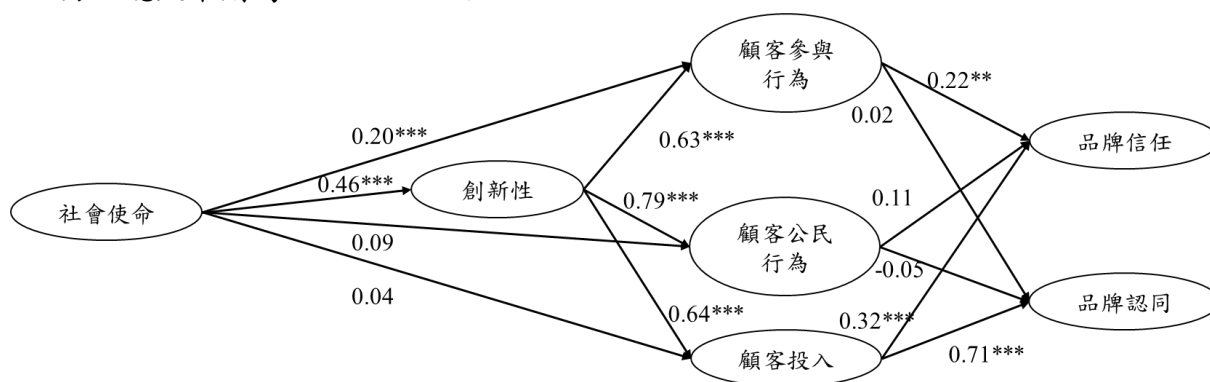 顧客參與
行為
0.22**
0.02
0.20***
0.63***
品牌信任
0.46***
創新性
0.79***
社會使命
0.11
0.09
顧客公民
行為
-0.05
0.04
品牌認同
0.64***
0.32***
顧客投入
0.71***